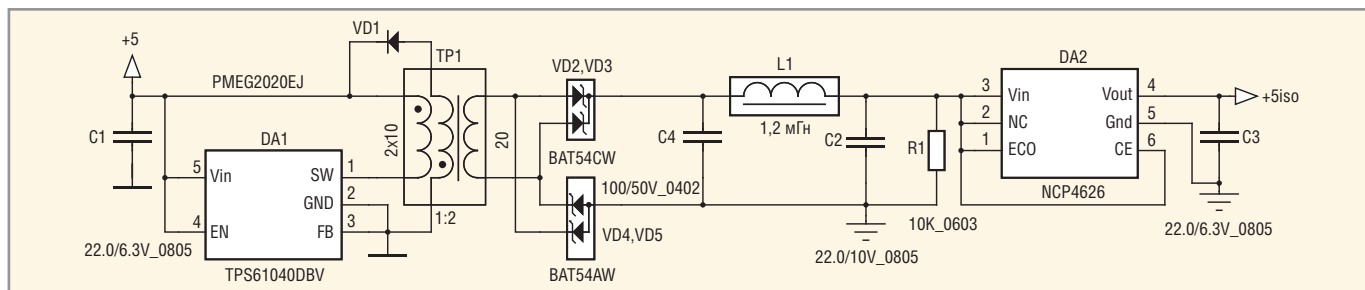 +5
VD1
PMEG2020EJ
TP1
VD2,VD3
L1
DA2
C1
DA1
2x10
20
BAT54CW
C4
1,2 мГн
C2
R1
3 Vin Vout 4
+5iso
2 NC Gnd 5
1 ECO CE 6
C3
NCP4626
5 Vin SW 1
GND 2
4 EN FB 3
1:2
100/50V_0402
VD4,VD5
10K_0603
22.0/6.3V_0805
22.0/6.3V_0805
22.0/10V_0805
TPS61040DBV
BAT54AW